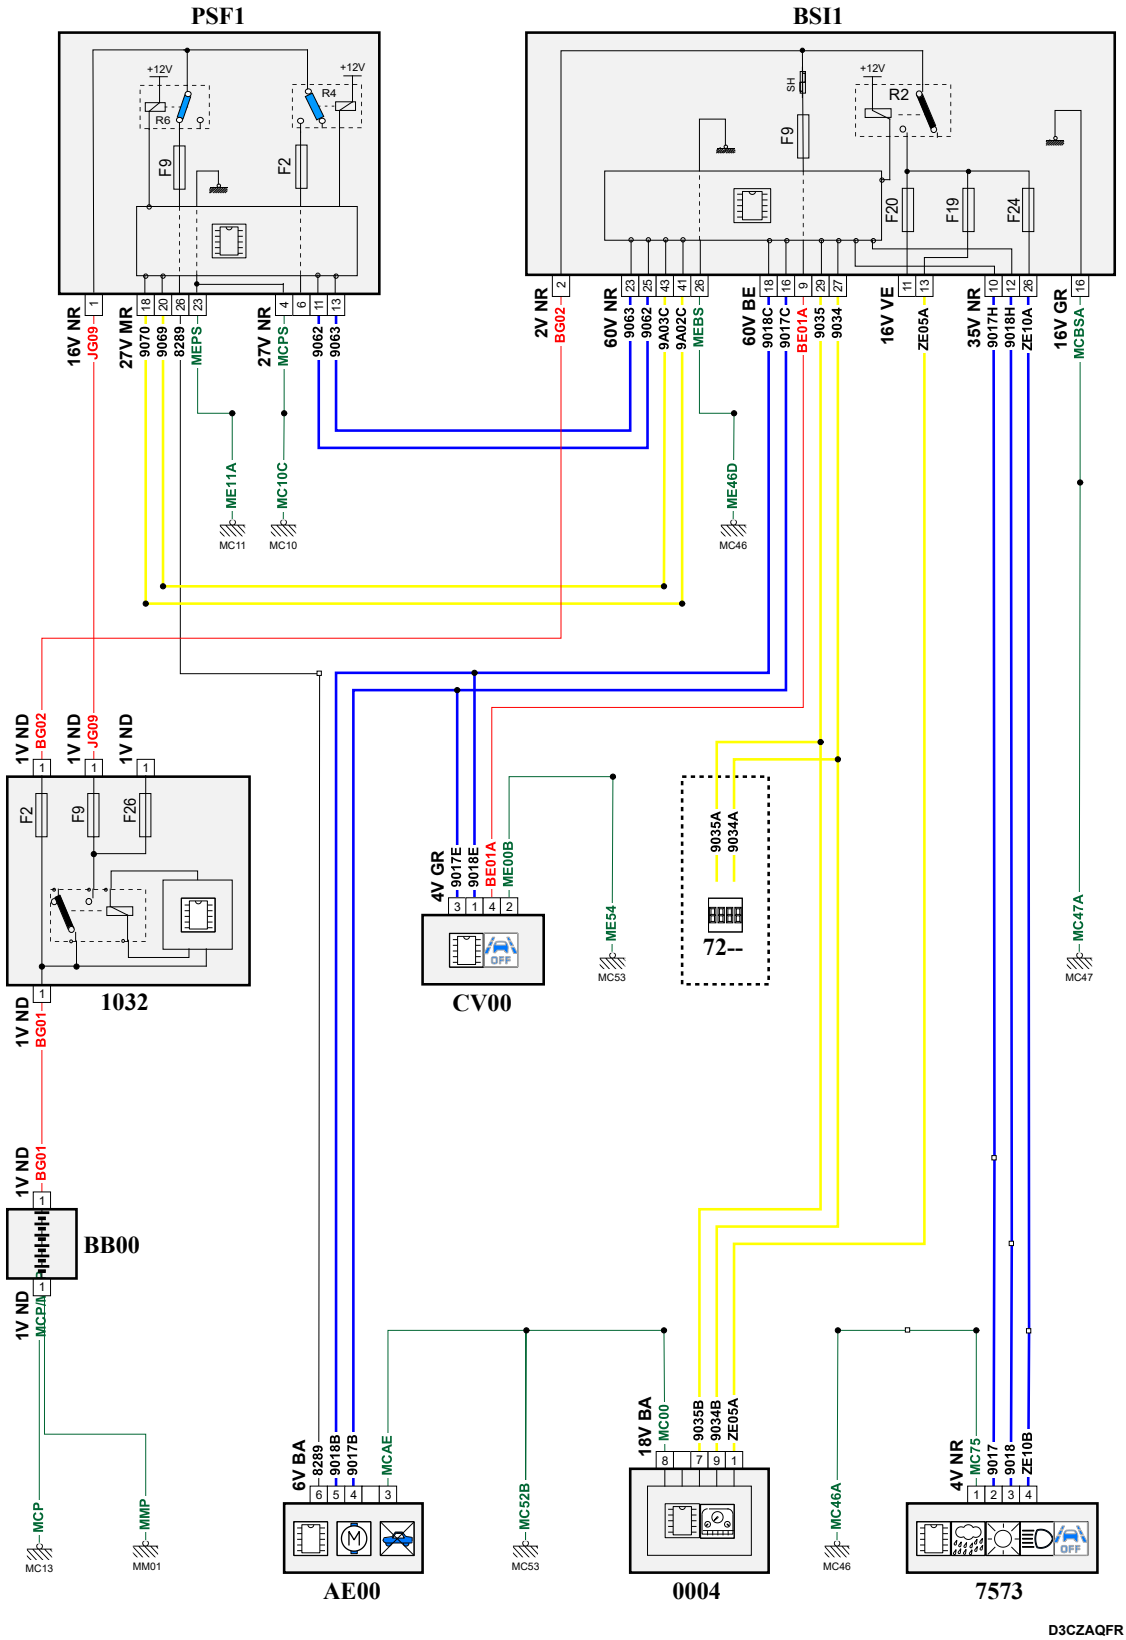 PSF1
BSI1
+12V
+12V
R6
R4
F9
F2
SH
F9
+12V
R2
F20
F19
F24
1
18
20
26
23
4
6
11
13
2
23
25
43
41
26
18
16
9
29
27
11
13
10
12
26
16
16V NR
JG09
27V MR
9070
9069
8289
MEPS
27V NR
MCPS
9062
9063
2V NR
BG02
60V NR
9063
9062
9A03C
9A02C
MEBS
60V BE
9018C
9017C
BE01A
9035
9034
16V VE
ZE05A
35V NR
9017H
9018H
ZE10A
16V GR
MCBSA
ME11A
MC10C
ME46D
MC11
MC10
MC46
1V ND
BG02
1V ND
JG09
1V ND
1
1
1
F2
F9
F26
1032
1
1V ND
BG01
9035A
9034A
72--
4V GR
9017E
9018E
BE01A
ME00B
3
1
4
2
OFF
CV00
ME54
MC53
MC47A
MC47
1V ND
BG01
1
BB00
1
1V ND
MCP
MMP
MC13
MM01
6V BA
8289
9018B
9017B
MCAE
6
5
4
3
M
AE00
MC52B
MC53
18V BA
MC00
9035B
9034B
ZE05A
8
7
9
1
0004
MC46A
MC46
4V NR
MC75
9017
9018
ZE10B
1
2
3
4
OFF
7573
D3CZAQFR